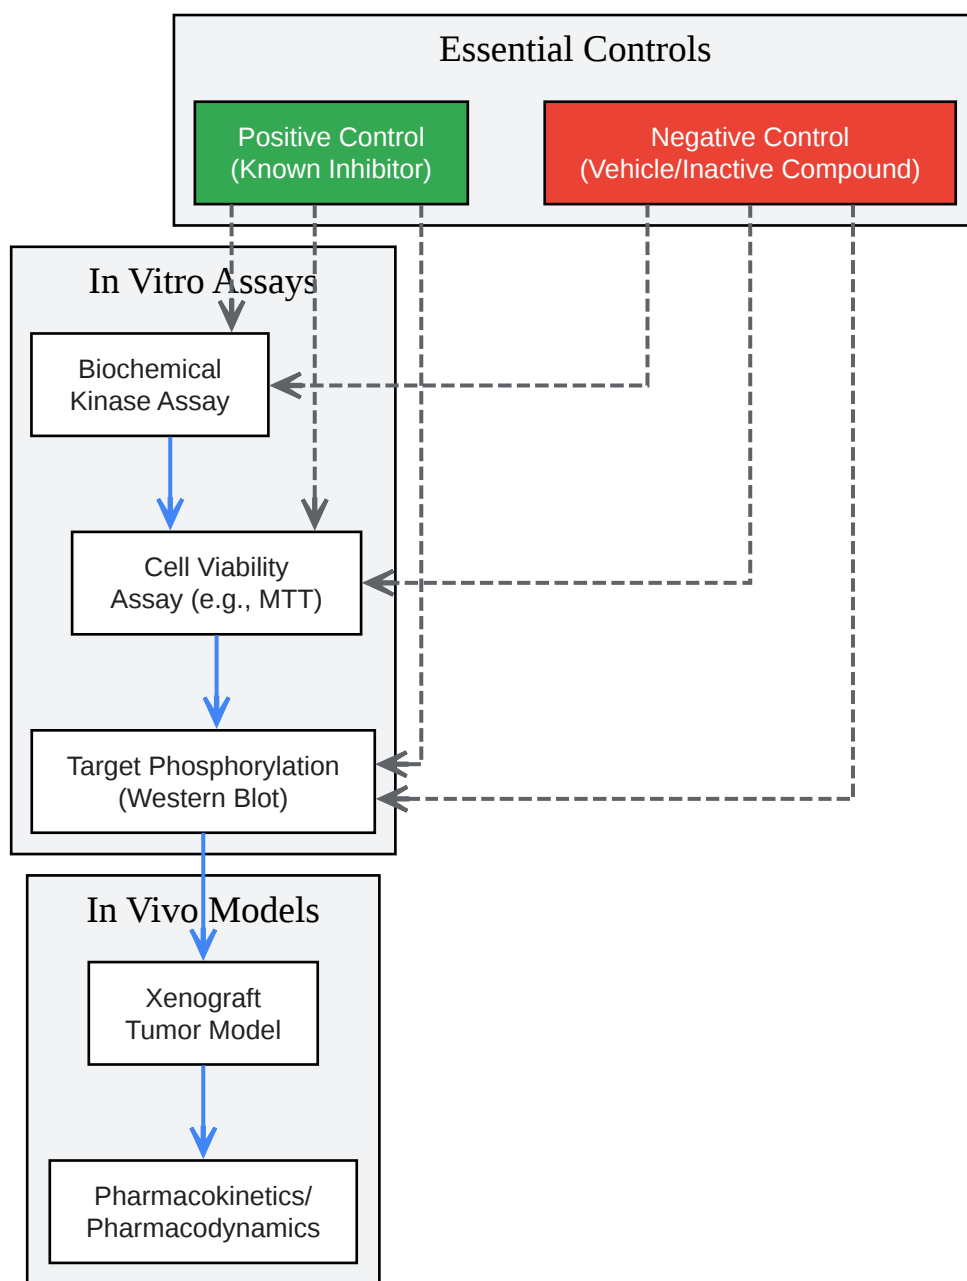 Essential Controls
Positive Control
(Known Inhibitor)
Negative Control
(Vehicle/Inactive Compound)
In Vitro Assays
Biochemical
Kinase Assay
Cell Viability
Assay (e.g., MTT)
Target Phosphorylation
(Western Blot)
In Vivo Models
Xenograft
Tumor Model
Pharmacokinetics/
Pharmacodynamics